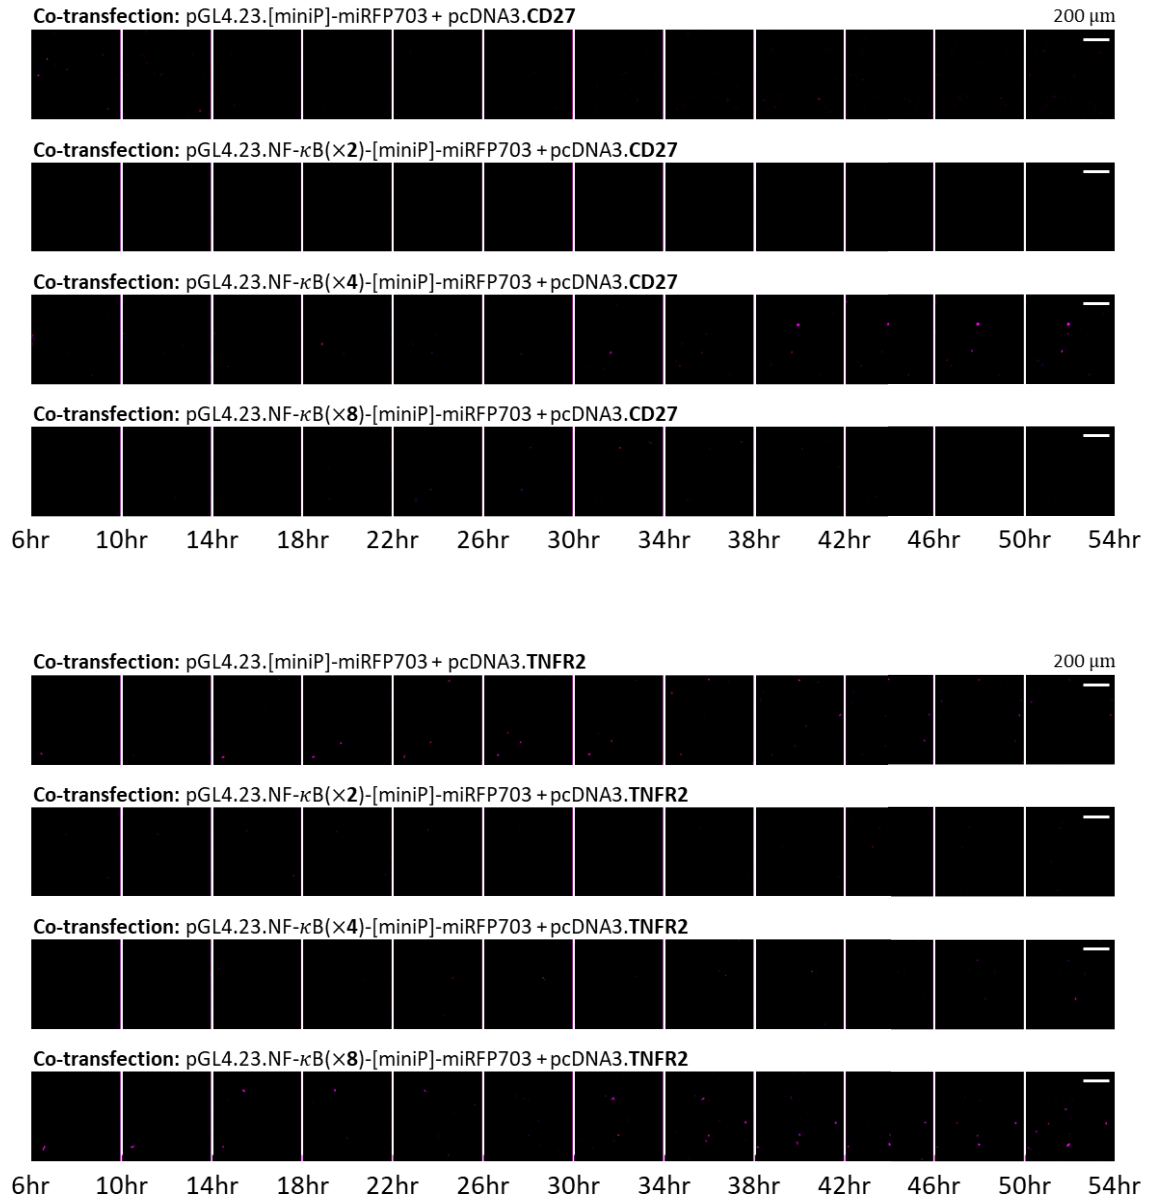 Co-transfection: pGL4.23.[miniP]-miRFP703 + pcDNA3.CD27 200 μm
Co-transfection: pGL4.23.NF-κB(×2)-[miniP]-miRFP703 + pcDNA3.CD27
Co-transfection: pGL4.23.NF-κB(×4)-[miniP]-miRFP703 + pcDNA3.CD27
Co-transfection: pGL4.23.NF-κB(×8)-[miniP]-miRFP703 + pcDNA3.CD27
6hr 10hr 14hr 18hr 22hr 26hr 30hr 34hr 38hr 42hr 46hr 50hr 54hr
Co-transfection: pGL4.23.[miniP]-miRFP703 + pcDNA3.TNFR2 200 μm
Co-transfection: pGL4.23.NF-κB(×2)-[miniP]-miRFP703 + pcDNA3.TNFR2
Co-transfection: pGL4.23.NF-κB(×4)-[miniP]-miRFP703 + pcDNA3.TNFR2
Co-transfection: pGL4.23.NF-κB(×8)-[miniP]-miRFP703 + pcDNA3.TNFR2
6hr 10hr 14hr 18hr 22hr 26hr 30hr 34hr 38hr 42hr 46hr 50hr 54hr